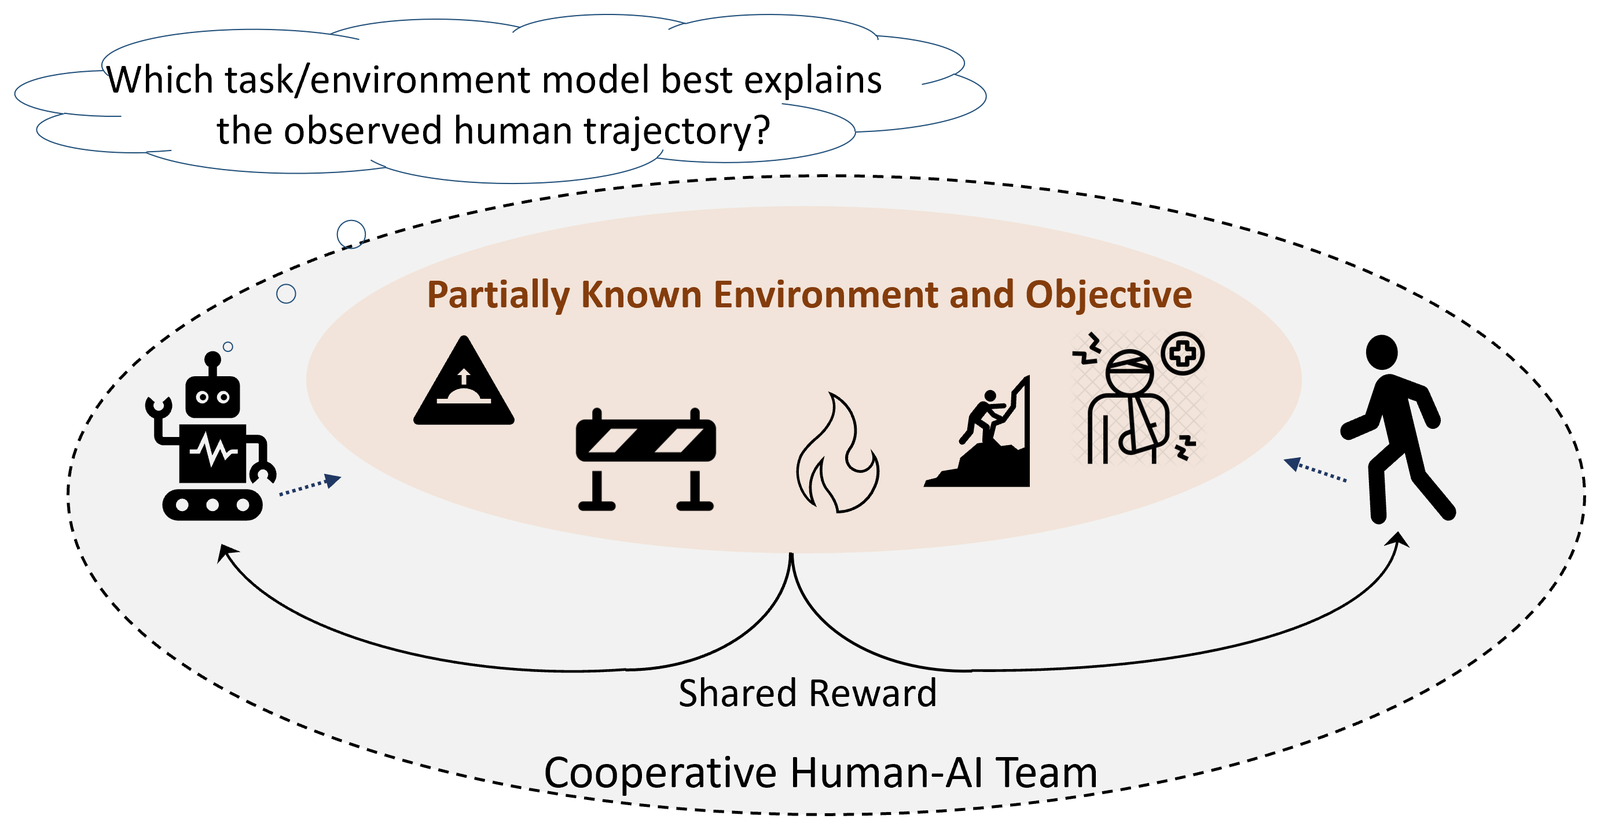 Which task/environment model best explains
the observed human trajectory?
Partially Known Environment and Objective
Shared Reward
Cooperative Human-AI Team